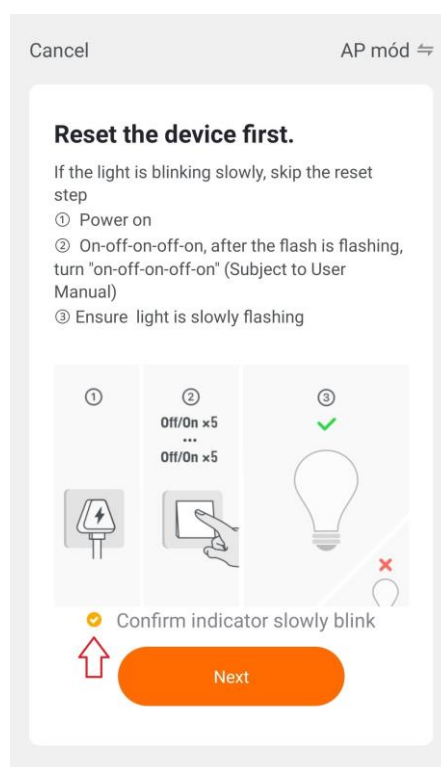 Cancel
AP mód ⇋
Reset the device first.
If the light is blinking slowly, skip the reset
step
① Power on
② On-off-on-off-on, after the flash is flashing,
turn "on-off-on-off-on" (Subject to User
Manual)
③ Ensure light is slowly flashing
①
②
③
Off/On ×5
...
Off/On ×5
Confirm indicator slowly blink
Next